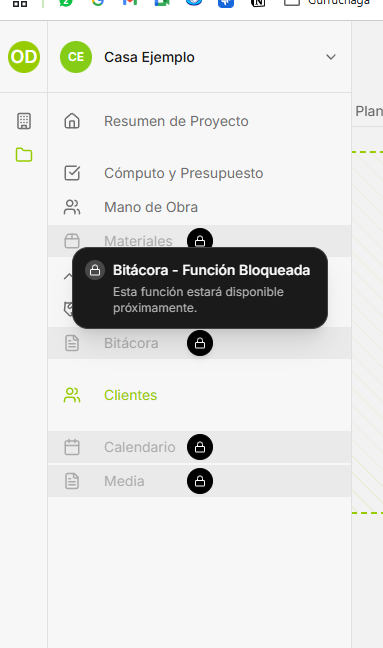 Gurruchaga
OD
CE
Casa Ejemplo
Resumen de Proyecto
Plan
Cómputo y Presupuesto
Mano de Obra
Materiales
Bitácora - Función Bloqueada
Esta función estará disponible
próximamente.
Bitácora
Clientes
Calendario
Media